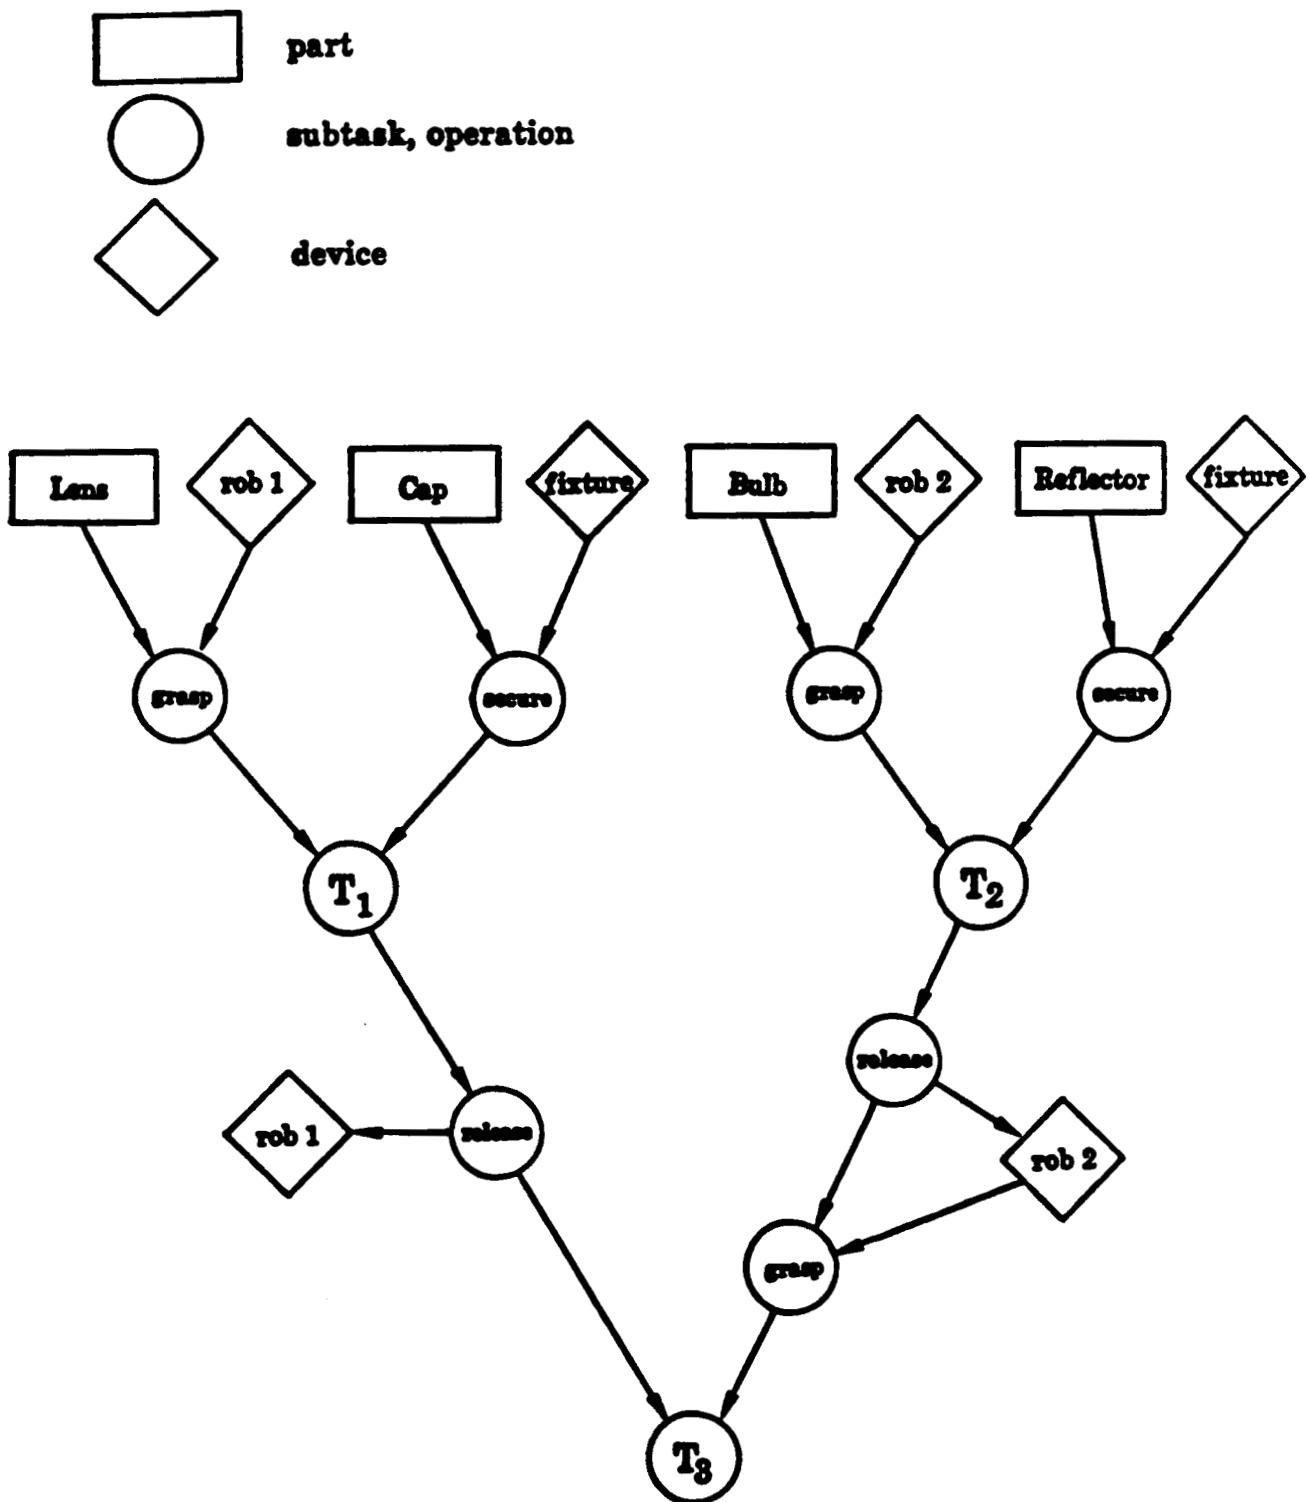 part
subtask, operation
device
Lens
rob 1
Cap
fixture
Bulb
rob 2
Reflector
fixture
grasp
secure
grasp
secure
T1
T2
release
rob 1
release
rob 2
grasp
T3